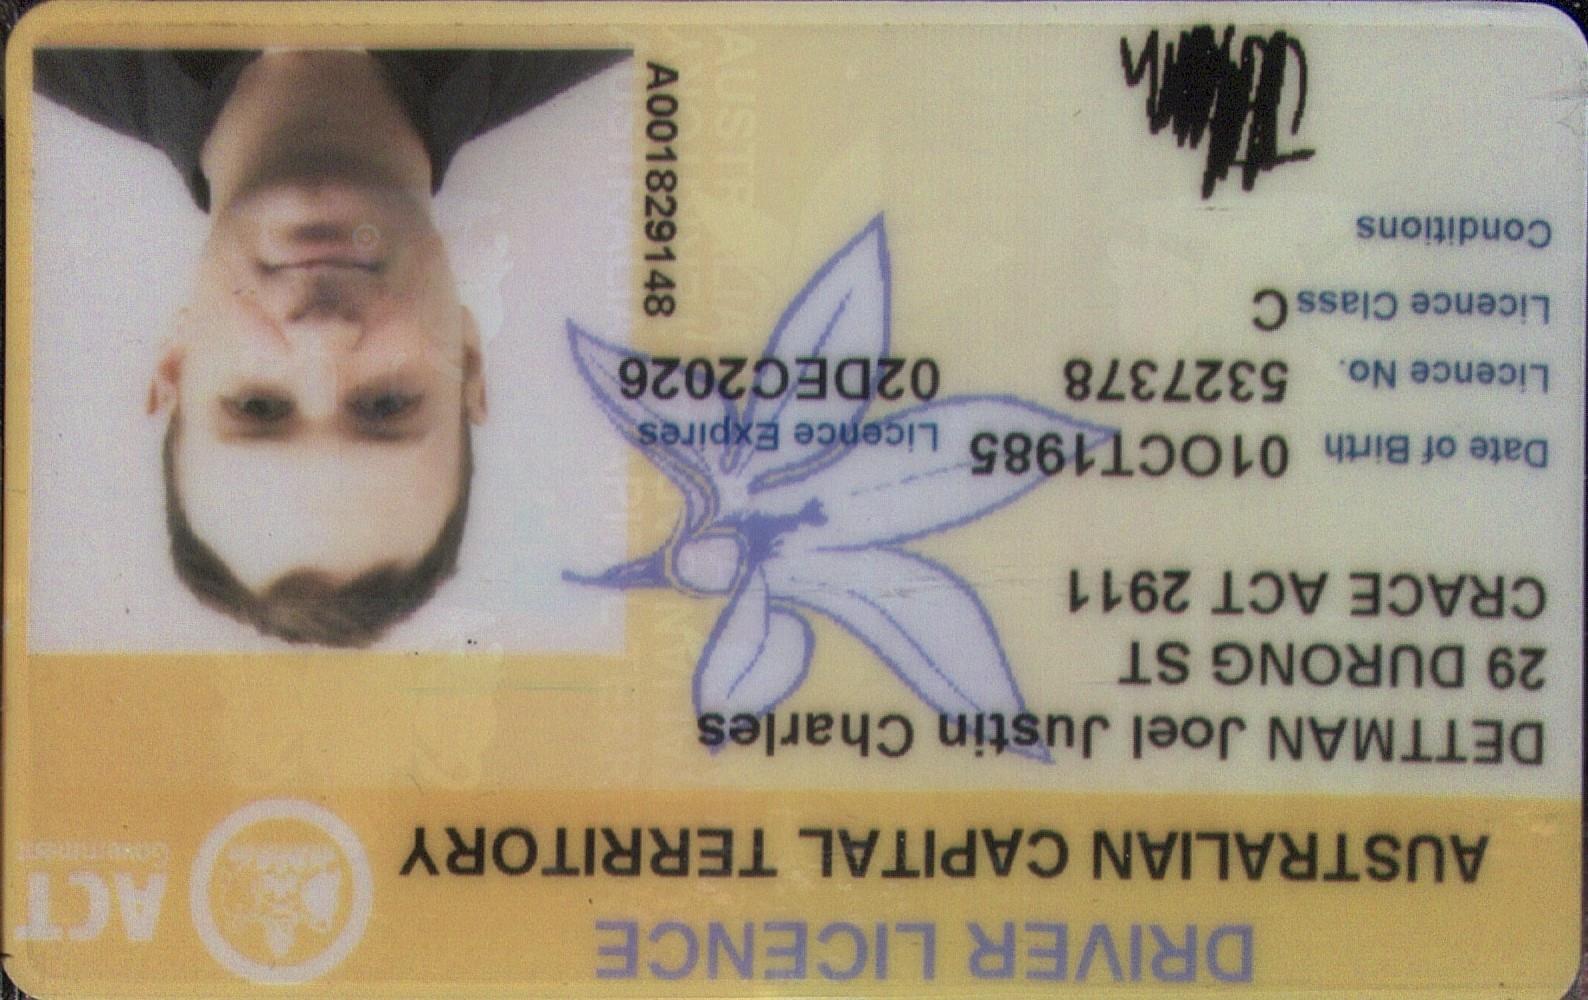 DRIVER LICENCE
AUSTRALIAN CAPITAL TERRITORY
ACT
Government
DETTMAN Joel Justin Charles
29 DURONG ST
CRACE ACT 2911
Date of Birth 01OCT1985
Licence Expires
Licence No. 5327378
02DEC2026
Licence Class C
Conditions
A001829148